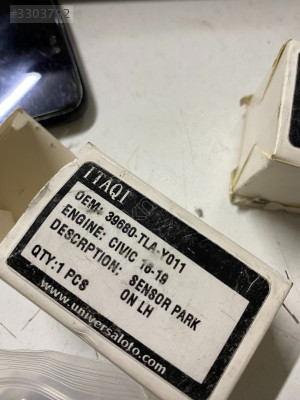 #3303792
ITAQI
OEM: 39680-TLA-Y011
ENGINE: CIVIC 16-19
DESCRPTION: SENSOR PARK
ON LH
QTY:1 PCS
www.universaloto.com